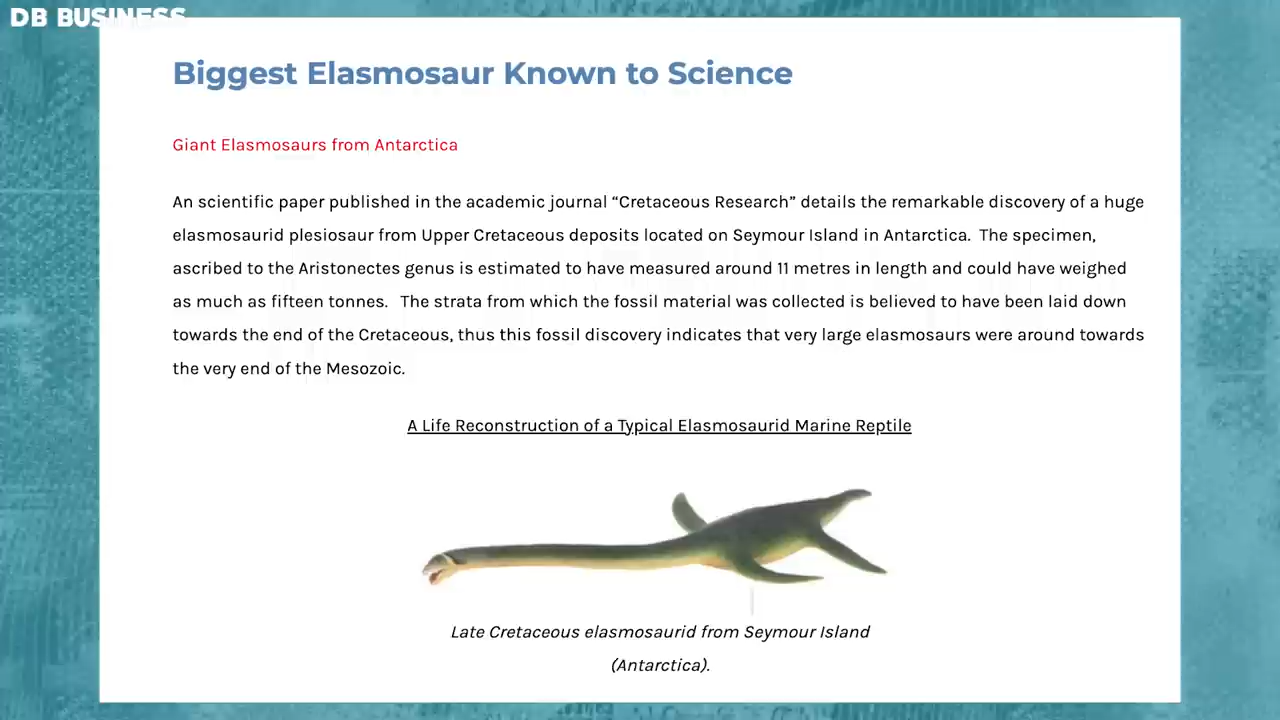 DB BUSINESS
Biggest Elasmosaur Known to Science
Giant Elasmosaurs from Antarctica
An scientific paper published in the academic journal “Cretaceous Research” details the remarkable discovery of a huge
elasmosaurid plesiosaur from Upper Cretaceous deposits located on Seymour Island in Antarctica.  The specimen,
ascribed to the Aristonectes genus is estimated to have measured around 11 metres in length and could have weighed
as much as fifteen tonnes.   The strata from which the fossil material was collected is believed to have been laid down
towards the end of the Cretaceous, thus this fossil discovery indicates that very large elasmosaurs were around towards
the very end of the Mesozoic.
A Life Reconstruction of a Typical Elasmosaurid Marine Reptile
Late Cretaceous elasmosaurid from Seymour Island
(Antarctica).